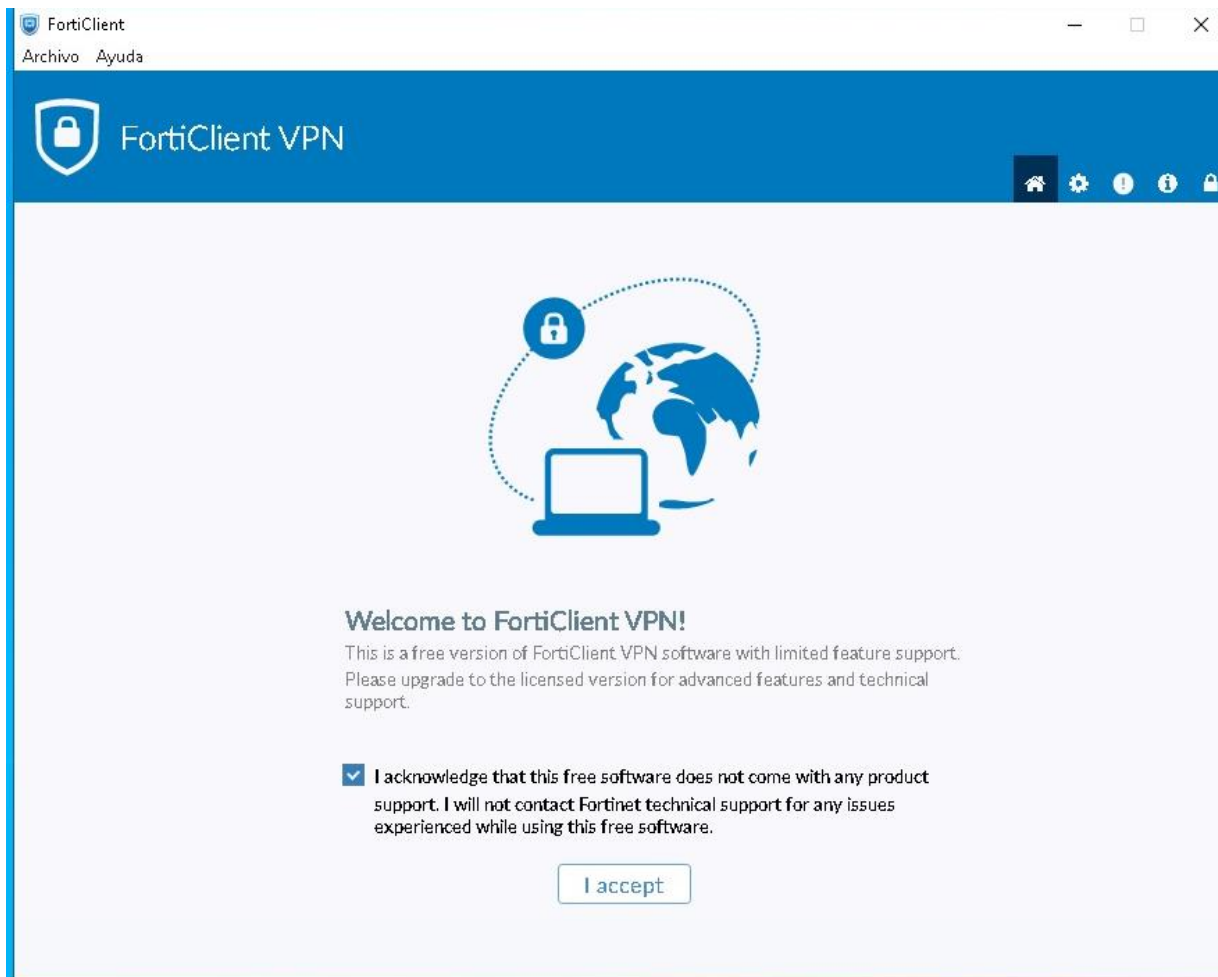 FortiClient
Archivo Ayuda
FortiClient VPN
Welcome to FortiClient VPN!
This is a free version of FortiClient VPN software with limited feature support.
Please upgrade to the licensed version for advanced features and technical
support.
I acknowledge that this free software does not come with any product
support. I will not contact Fortinet technical support for any issues
experienced while using this free software.
I accept